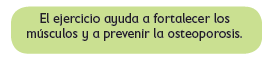 El ejercicio ayuda a fortalecer los
músculos y a prevenir la osteoporosis.